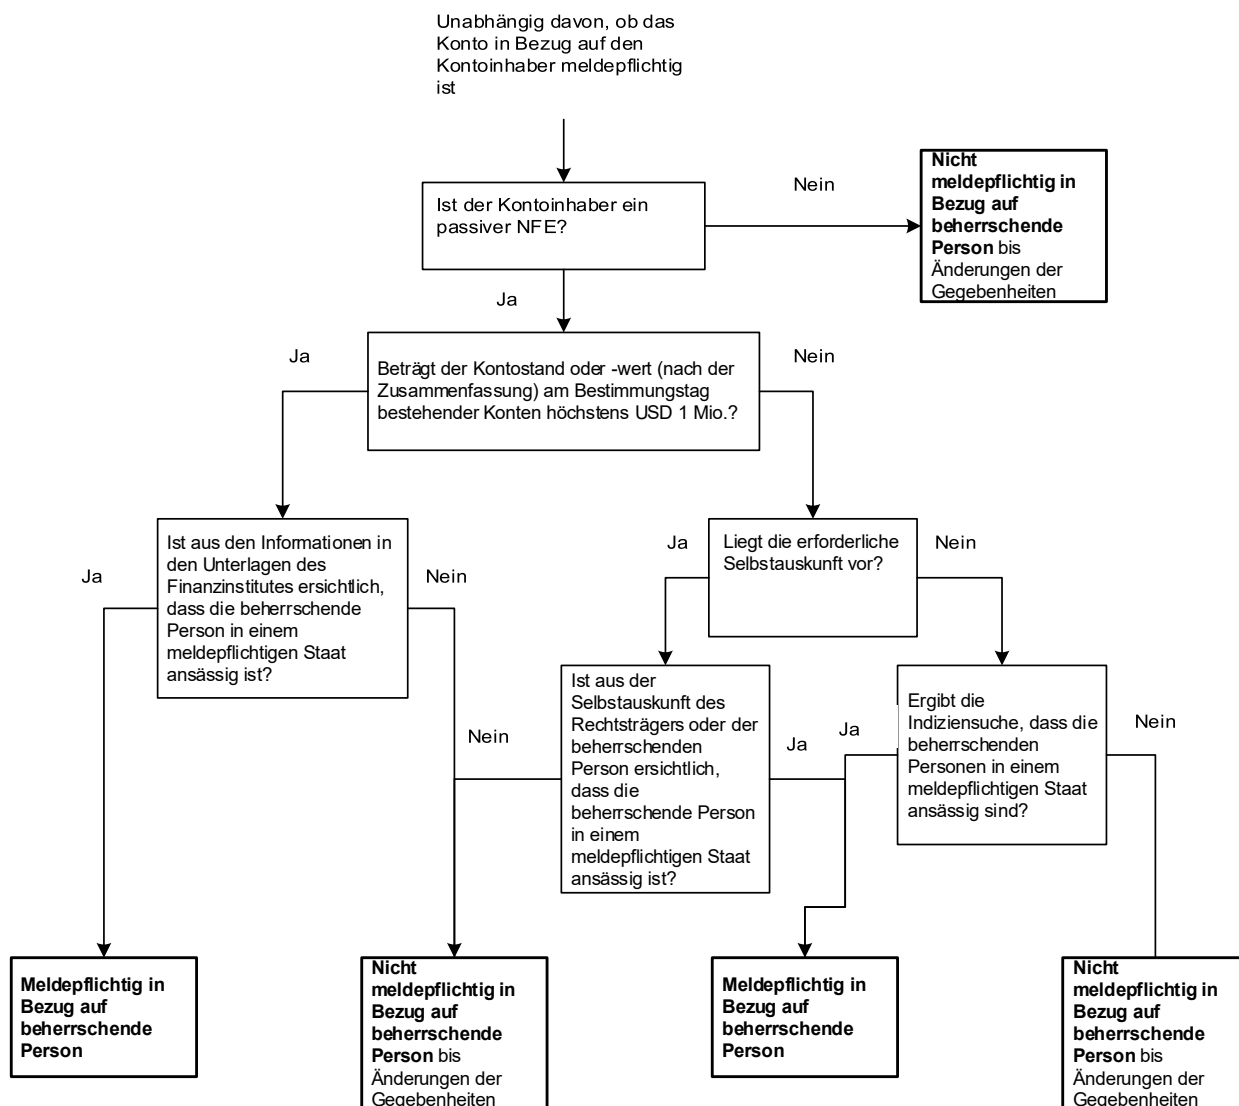 Unabhängig davon, ob das
Konto in Bezug auf den
Kontoinhaber meldepflichtig
ist
Nein
Nicht
meldepflichtig in
Bezug auf
beherrschende
Person bis
Änderungen der
Gegebenheiten
Ist der Kontoinhaber ein
passiver NFE?
Ja
Ja
Nein
Beträgt der Kontostand oder -wert (nach der
Zusammenfassung) am Bestimmungstag
bestehender Konten höchstens USD 1 Mio.?
Ist aus den Informationen in
den Unterlagen des
Finanzinstitutes ersichtlich,
dass die beherrschende
Person in einem
meldepflichtigen Staat
ansässig ist?
Ja
Nein
Ja
Liegt die erforderliche
Selbstauskunft vor?
Nein
Nein
Ist aus der
Selbstauskunft des
Rechtsträgers oder der
beherrschenden
Person ersichtlich,
dass die
beherrschende Person
in einem
meldepflichtigen Staat
ansässig ist?
Ja
Ja
Ergibt die
Indiziensuche, dass die
beherrschenden
Personen in einem
meldepflichtigen Staat
ansässig sind?
Nein
Meldepflichtig in
Bezug auf
beherrschende
Person
Nicht
meldepflichtig in
Bezug auf
beherrschende
Person bis
Änderungen der
Gegebenheiten
Meldepflichtig in
Bezug auf
beherrschende
Person
Nicht
meldepflichtig in
Bezug auf
beherrschende
Person bis
Änderungen der
Gegebenheiten